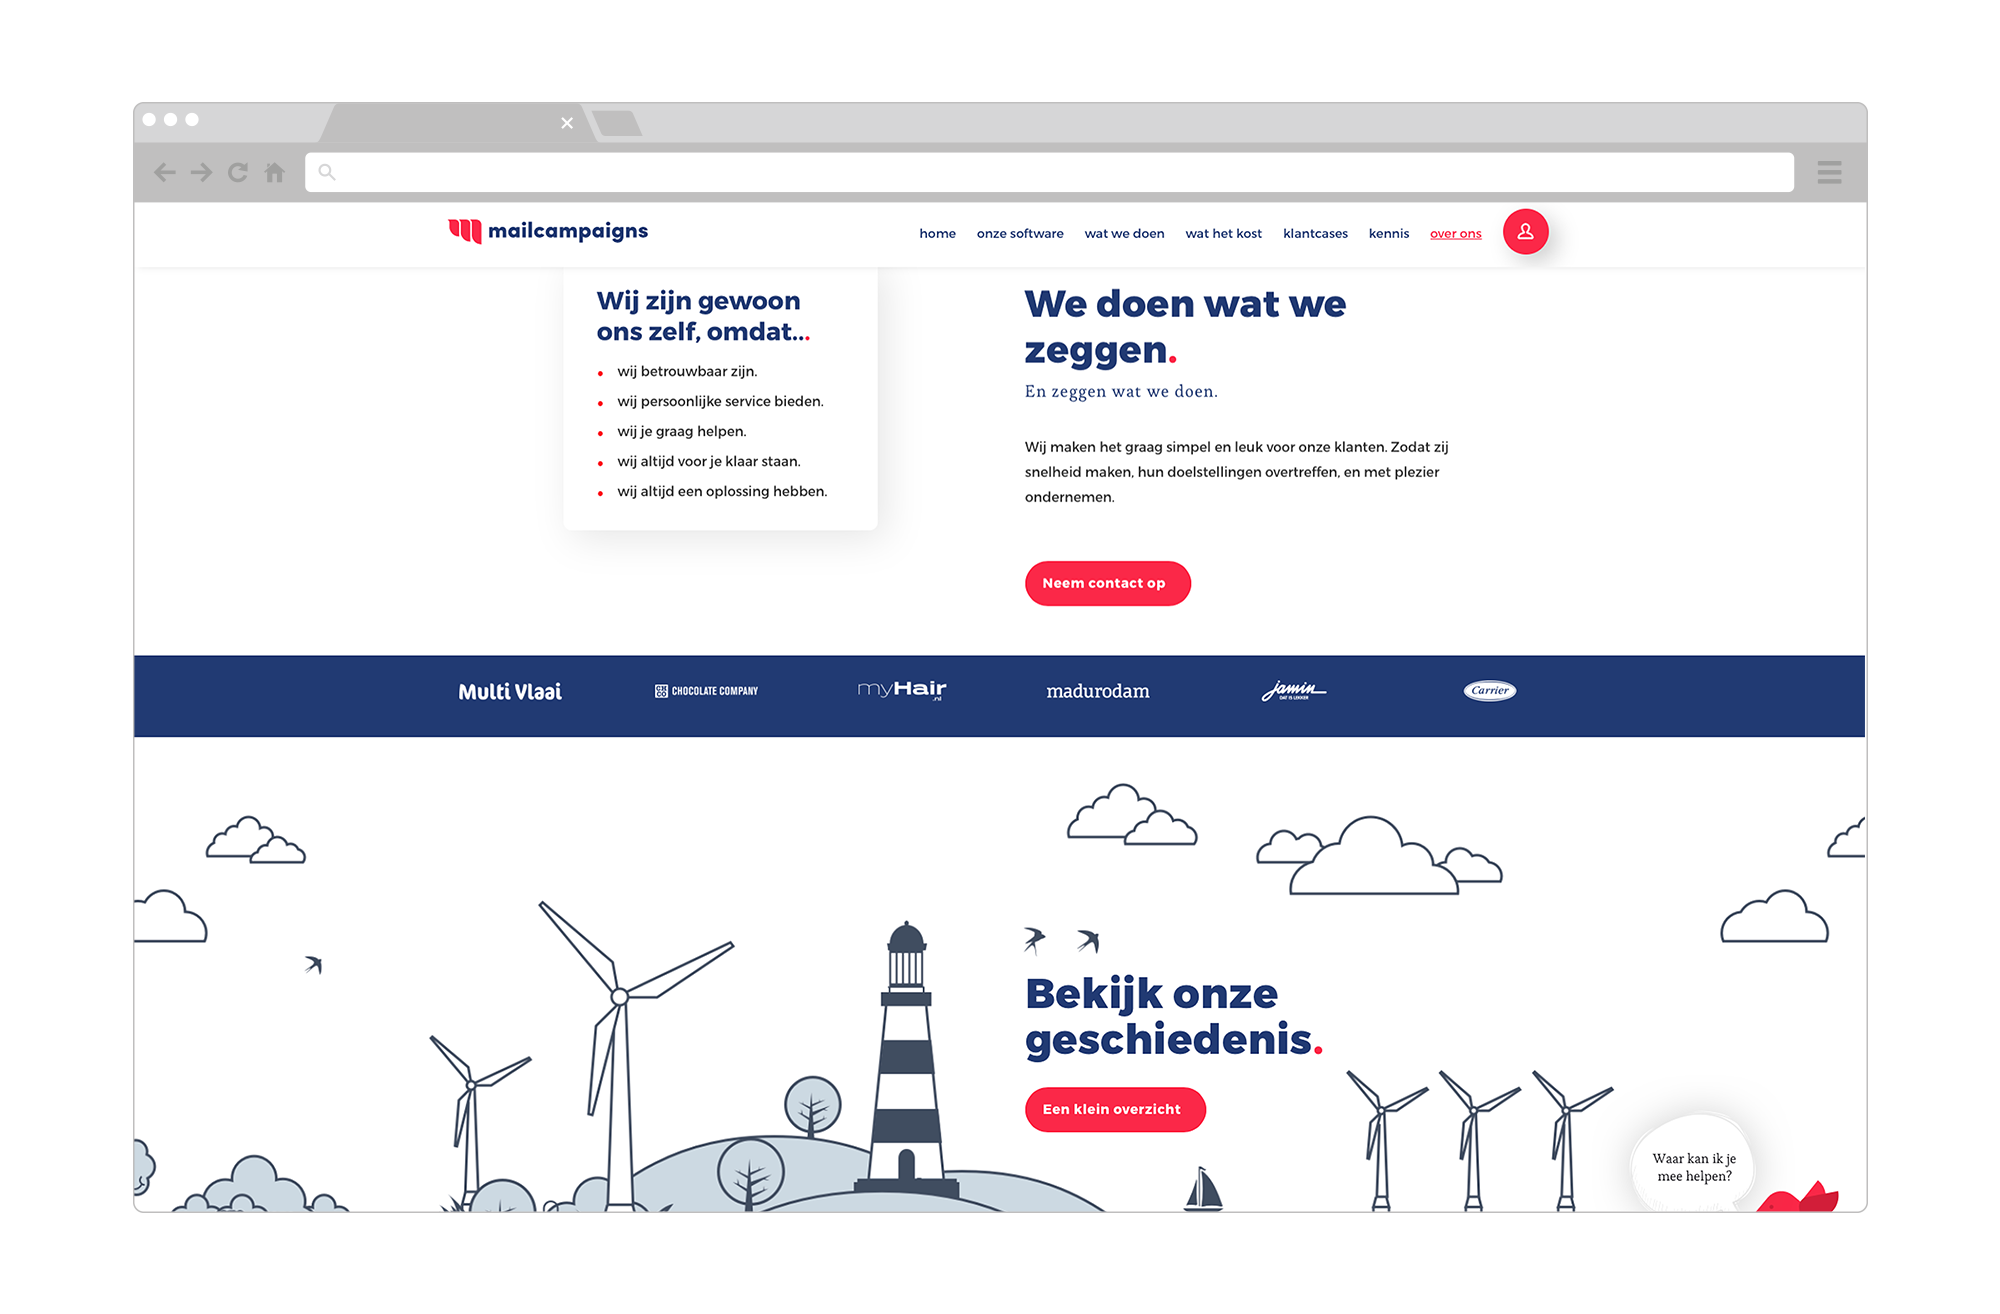 mailcampaigns
home onze software wat we doen wat het kost klantcases kennis over ons
Wij zijn gewoon
ons zelf, omdat...
wij betrouwbaar zijn.
wij persoonlijke service bieden.
wij je graag helpen.
wij altijd voor je klaar staan.
wij altijd een oplossing hebben.
We doen wat we
zeggen.
En zeggen wat we doen.
Wij maken het graag simpel en leuk voor onze klanten. Zodat zij
snelheid maken, hun doelstellingen overtreffen, en met plezier
ondernemen.
Neem contact op
Multi Vlaai
CHOCOLATE COMPANY
myHair
.nl
madurodam
jamin
DAT IS LEKKER
Carrier
Bekijk onze
geschiedenis.
Een klein overzicht
Waar kan ik je
mee helpen?